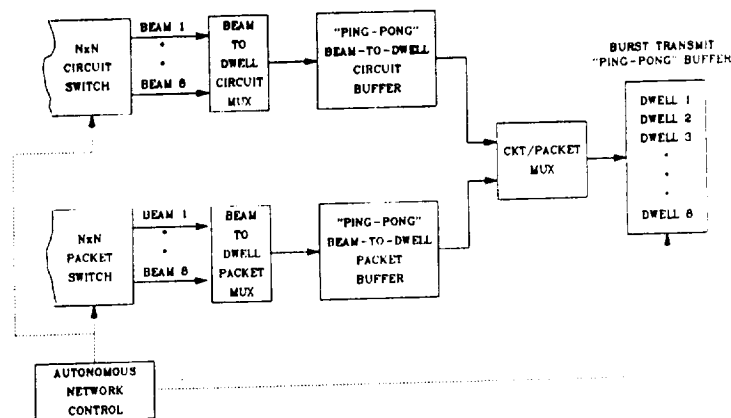 NxN
CIRCUIT
SWITCH
BEAM 1
BEAM 8
BEAM
TO
DWELL
CIRCUIT
MUX
"PING-PONG"
BEAM-TO-DWELL
CIRCUIT
BUFFER
BURST TRANSMIT
"PING-PONG" BUFFER
DWELL 1
DWELL 2
DWELL 3
DWELL 8
CKT/PACKET
MUX
NxN
PACKET
SWITCH
BEAM 1
BEAM 8
BEAM
TO
DWELL
PACKET
MUX
"PING-PONG"
BEAM-TO-DWELL
PACKET
BUFFER
AUTONOMOUS
NETWORK
CONTROL